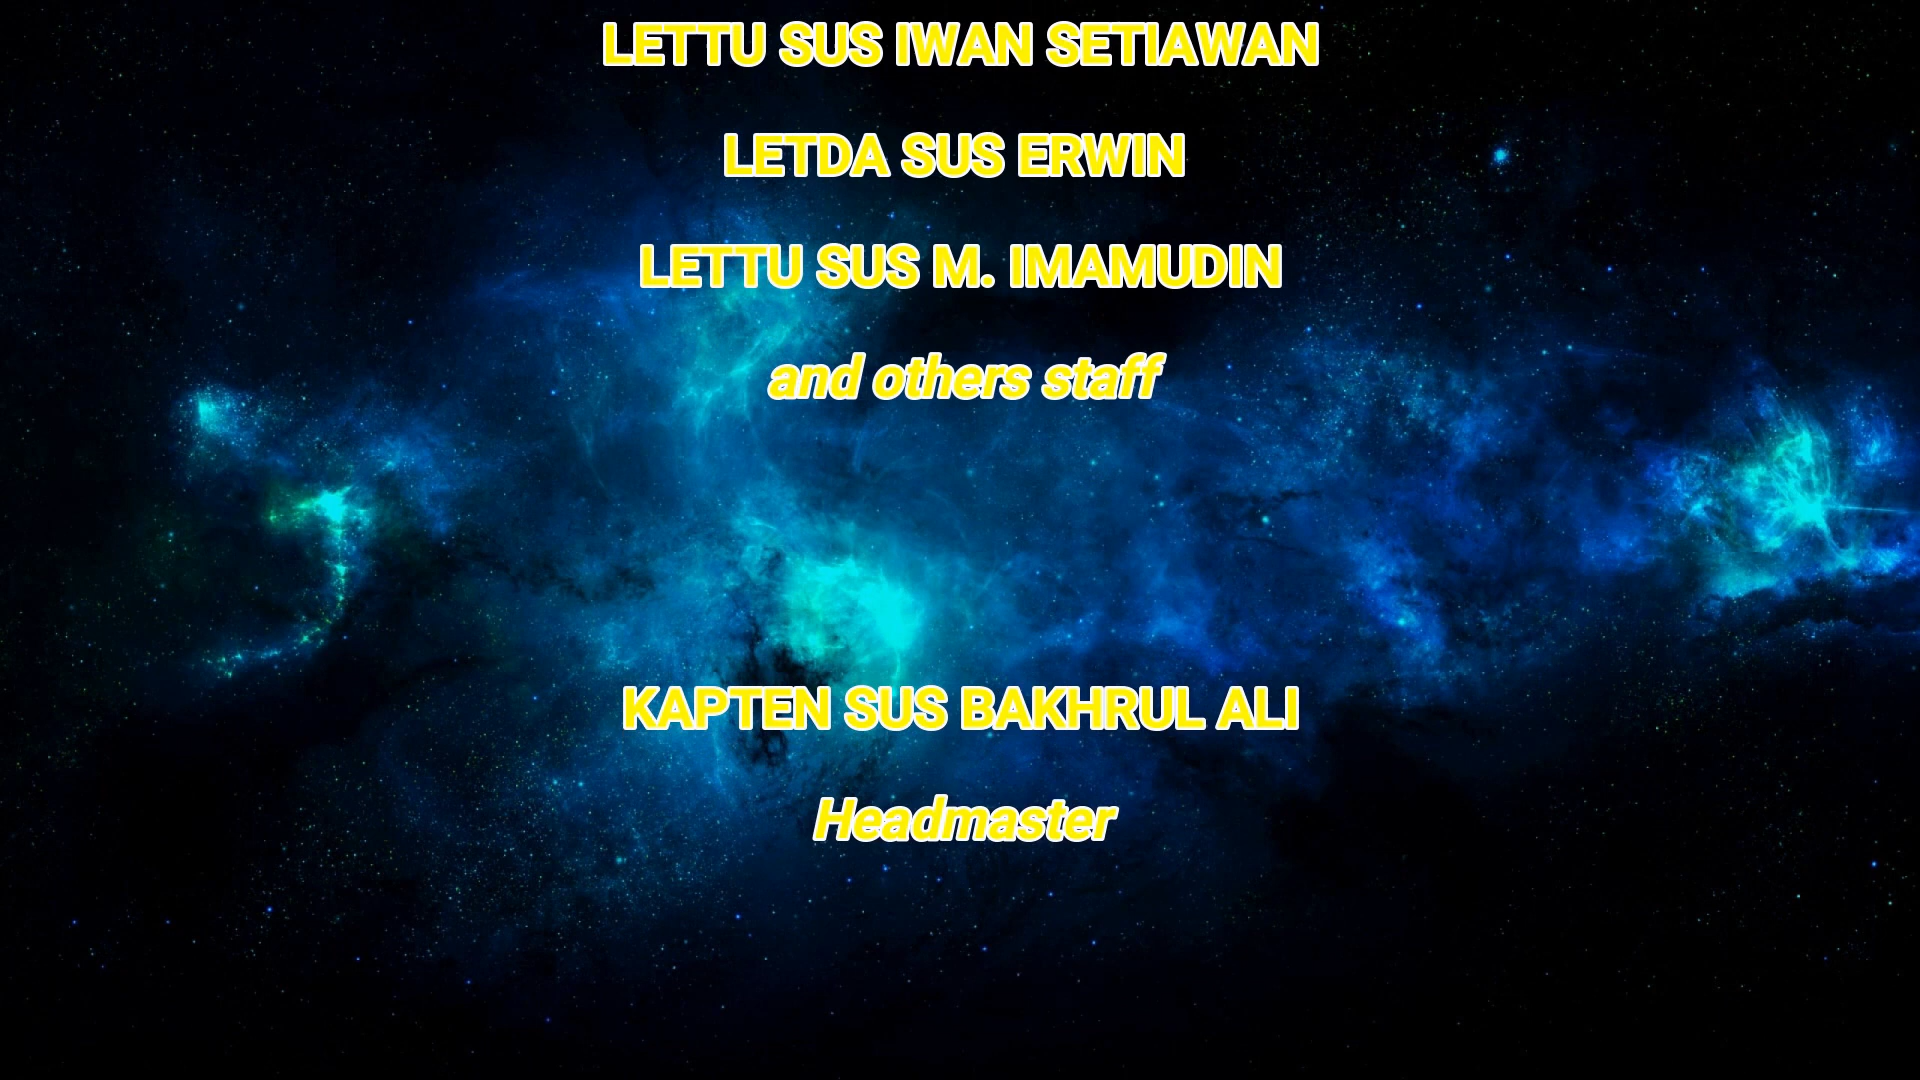 LETTU SUS IWAN SETIAWAN
LETDA SUS ERWIN
LETTU SUS M. IMAMUDIN
and others staff
KAPTEN SUS BAKHRUL ALI
Headmaster